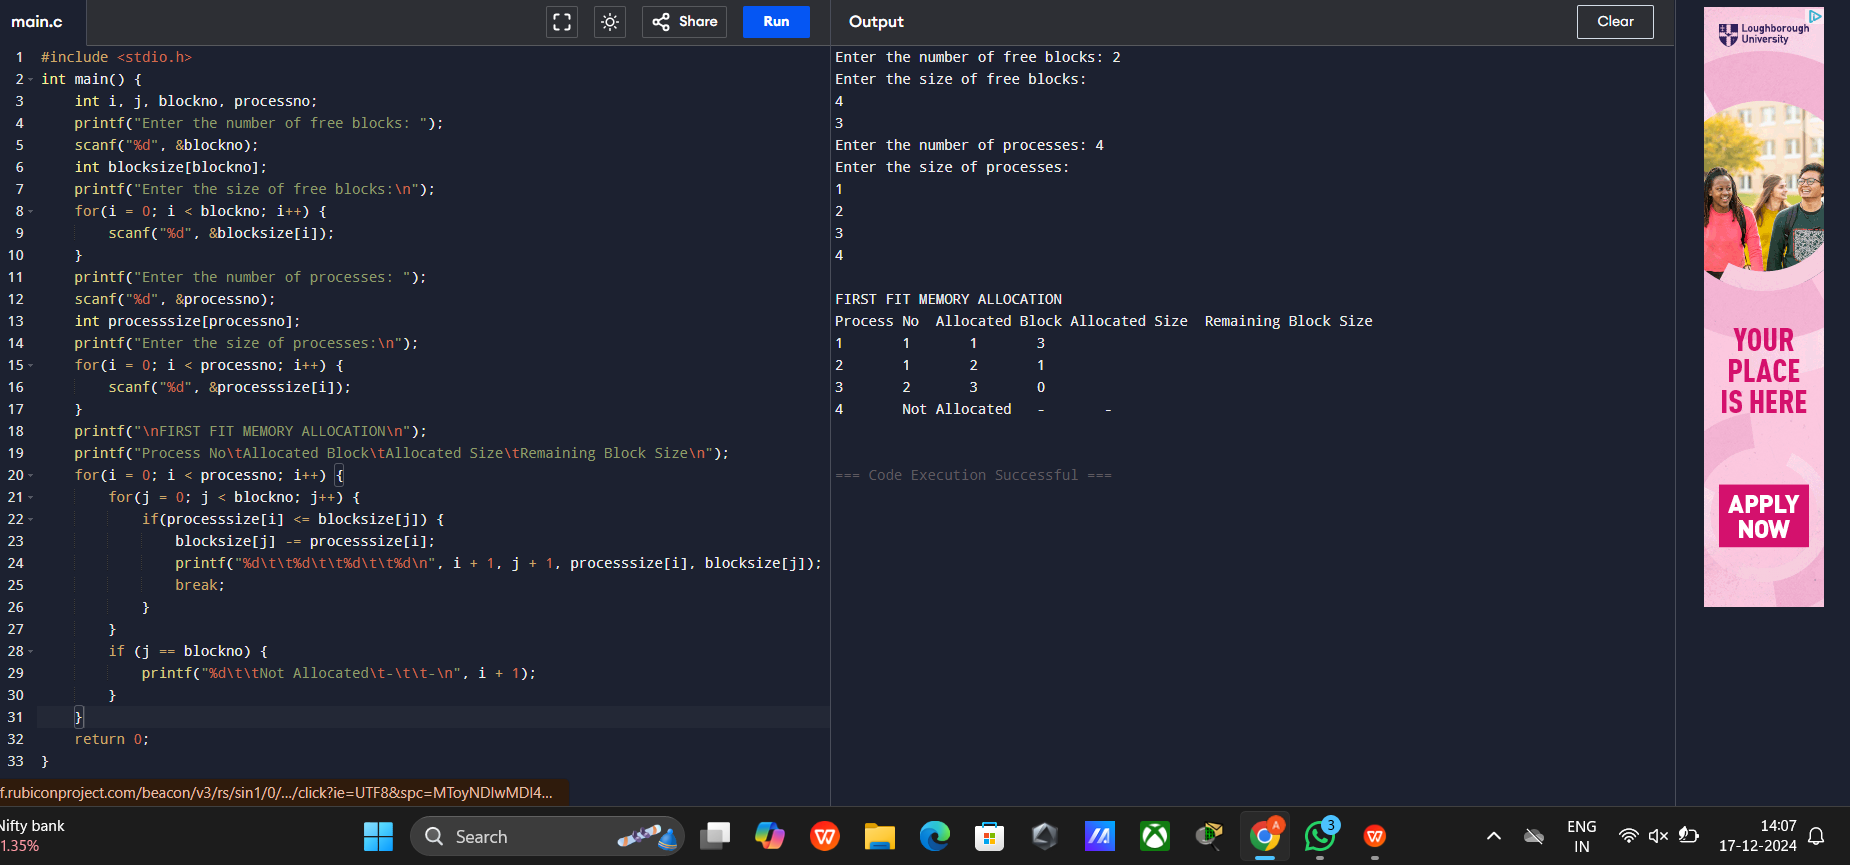 main.c
Share
Run
Output
Clear
1 #include <stdio.h>
2 int main() {
3 int i, j, blockno, processno;
4 printf("Enter the number of free blocks: ");
5 scanf("%d", &blockno);
6 int blocksize[blockno];
7 printf("Enter the size of free blocks:\n");
8 for(i = 0; i < blockno; i++) {
9 scanf("%d", &blocksize[i]);
10 }
11 printf("Enter the number of processes: ");
12 scanf("%d", &processno);
13 int processsize[processno];
14 printf("Enter the size of processes:\n");
15 for(i = 0; i < processno; i++) {
16 scanf("%d", &processsize[i]);
17 }
18 printf("\nFIRST FIT MEMORY ALLOCATION\n");
19 printf("Process No\tAllocated Block\tAllocated Size\tRemaining Block Size\n");
20 for(i = 0; i < processno; i++) {
21 for(j = 0; j < blockno; j++) {
22 if(processsize[i] <= blocksize[j]) {
23 blocksize[j] -= processsize[i];
24 printf("%d\t\t%d\t\t%d\t\t%d\n", i + 1, j + 1, processsize[i], blocksize[j]);
25 break;
26 }
27 }
28 if (j == blockno) {
29 printf("%d\t\tNot Allocated\t-\t\t-\n", i + 1);
30 }
31 }
32 return 0;
33 }
Enter the number of free blocks: 2
Enter the size of free blocks:
4
3
Enter the number of processes: 4
Enter the size of processes:
1
2
3
4
FIRST FIT MEMORY ALLOCATION
Process No Allocated Block Allocated Size Remaining Block Size
1 1 1 3
2 1 2 1
3 2 3 0
4 Not Allocated - -
=== Code Execution Successful ===
Loughborough
University
YOUR
PLACE
IS HERE
APPLY
NOW
f.rubiconproject.com/beacon/v3/rs/sin1/0/.../click?ie=UTF8&spc=MToyNDIwMDI4...
Nifty bank
1.35%
Search
A
3
ENG
IN
14:07
17-12-2024